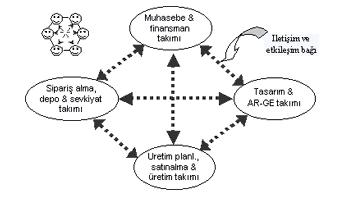 Muhasebe &
finansman
takımı
İletişim ve
etkileşim bağı
Sipariş alma,
depo & sevkiyat
takımı
Tasarım &
AR-GE takımı
Üretim planl.,
satınalma &
üretim takımı